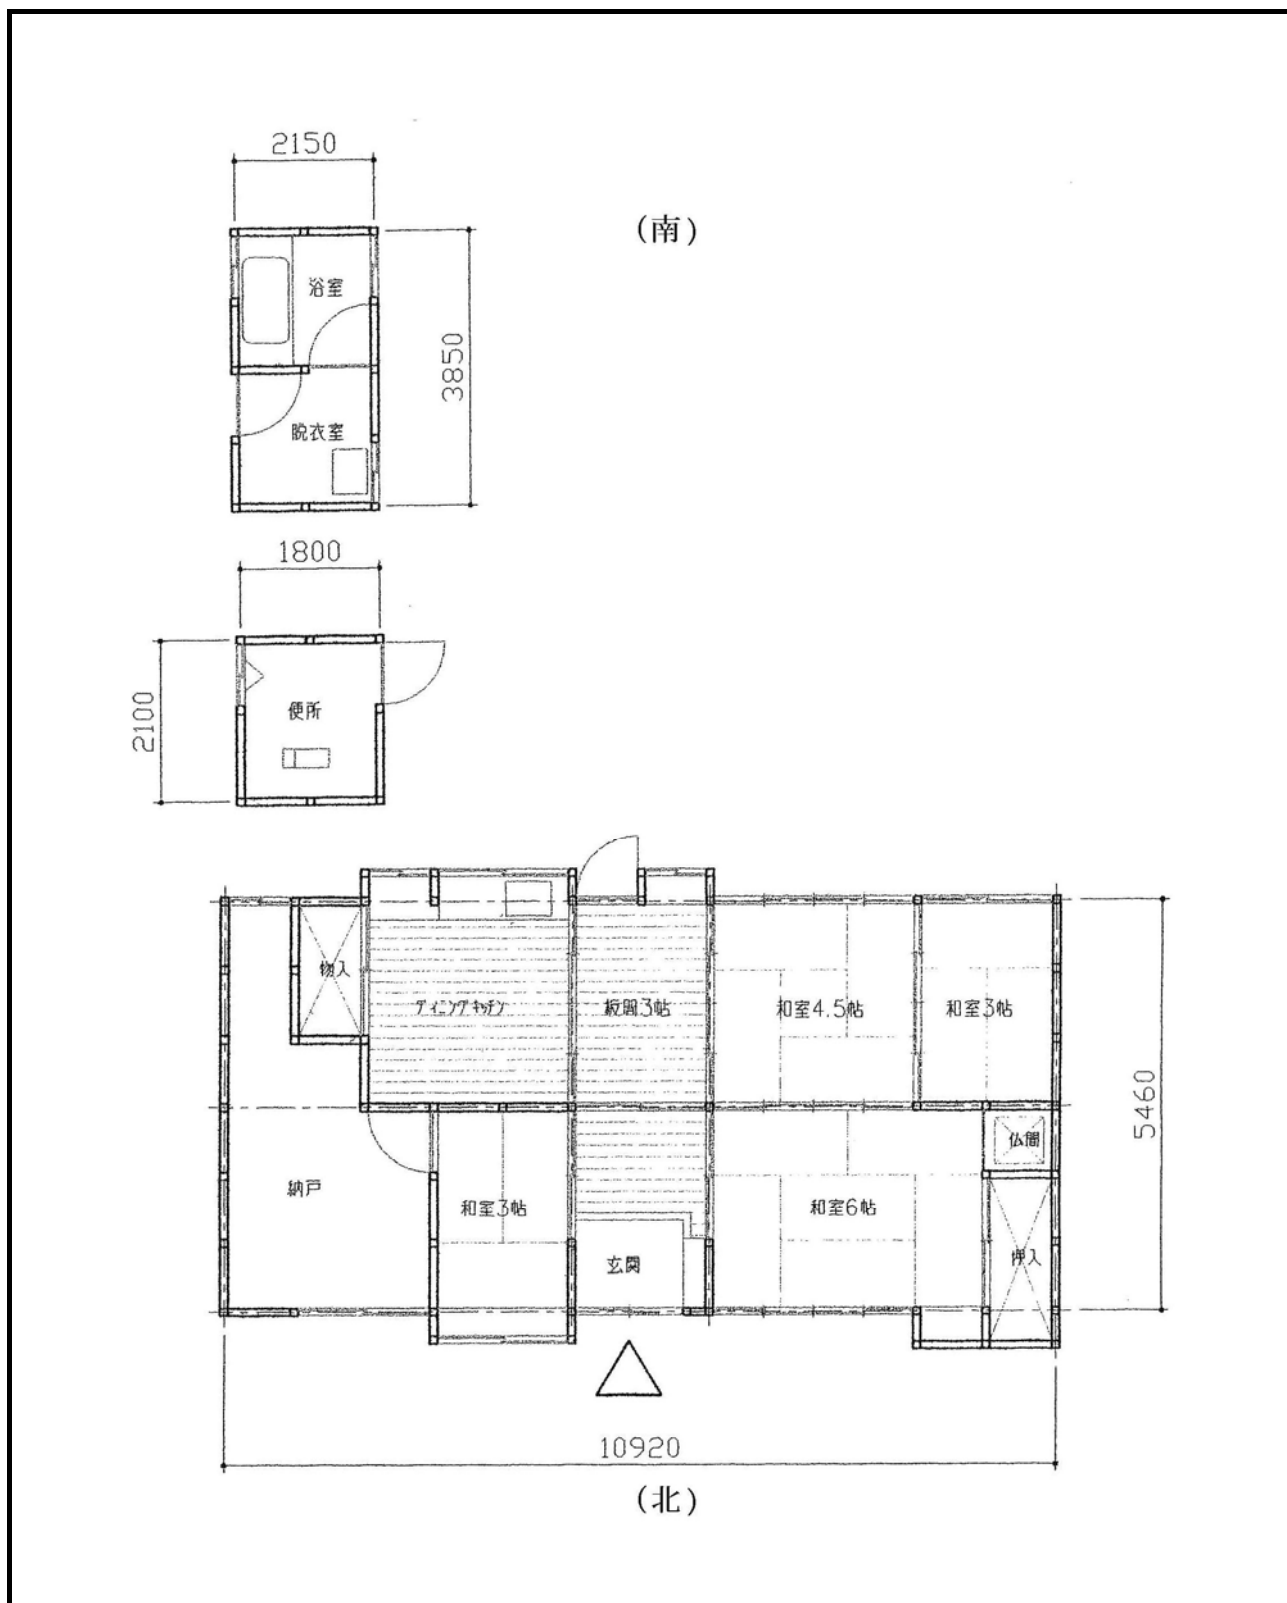 2150
(南)
浴室
3850
脱衣室
1800
2100
便所
物入
ダイニングキッチン
板間3帖
和室4.5帖
和室3帖
5460
仏間
納戸
和室3帖
和室6帖
玄関
押入
10920
(北)